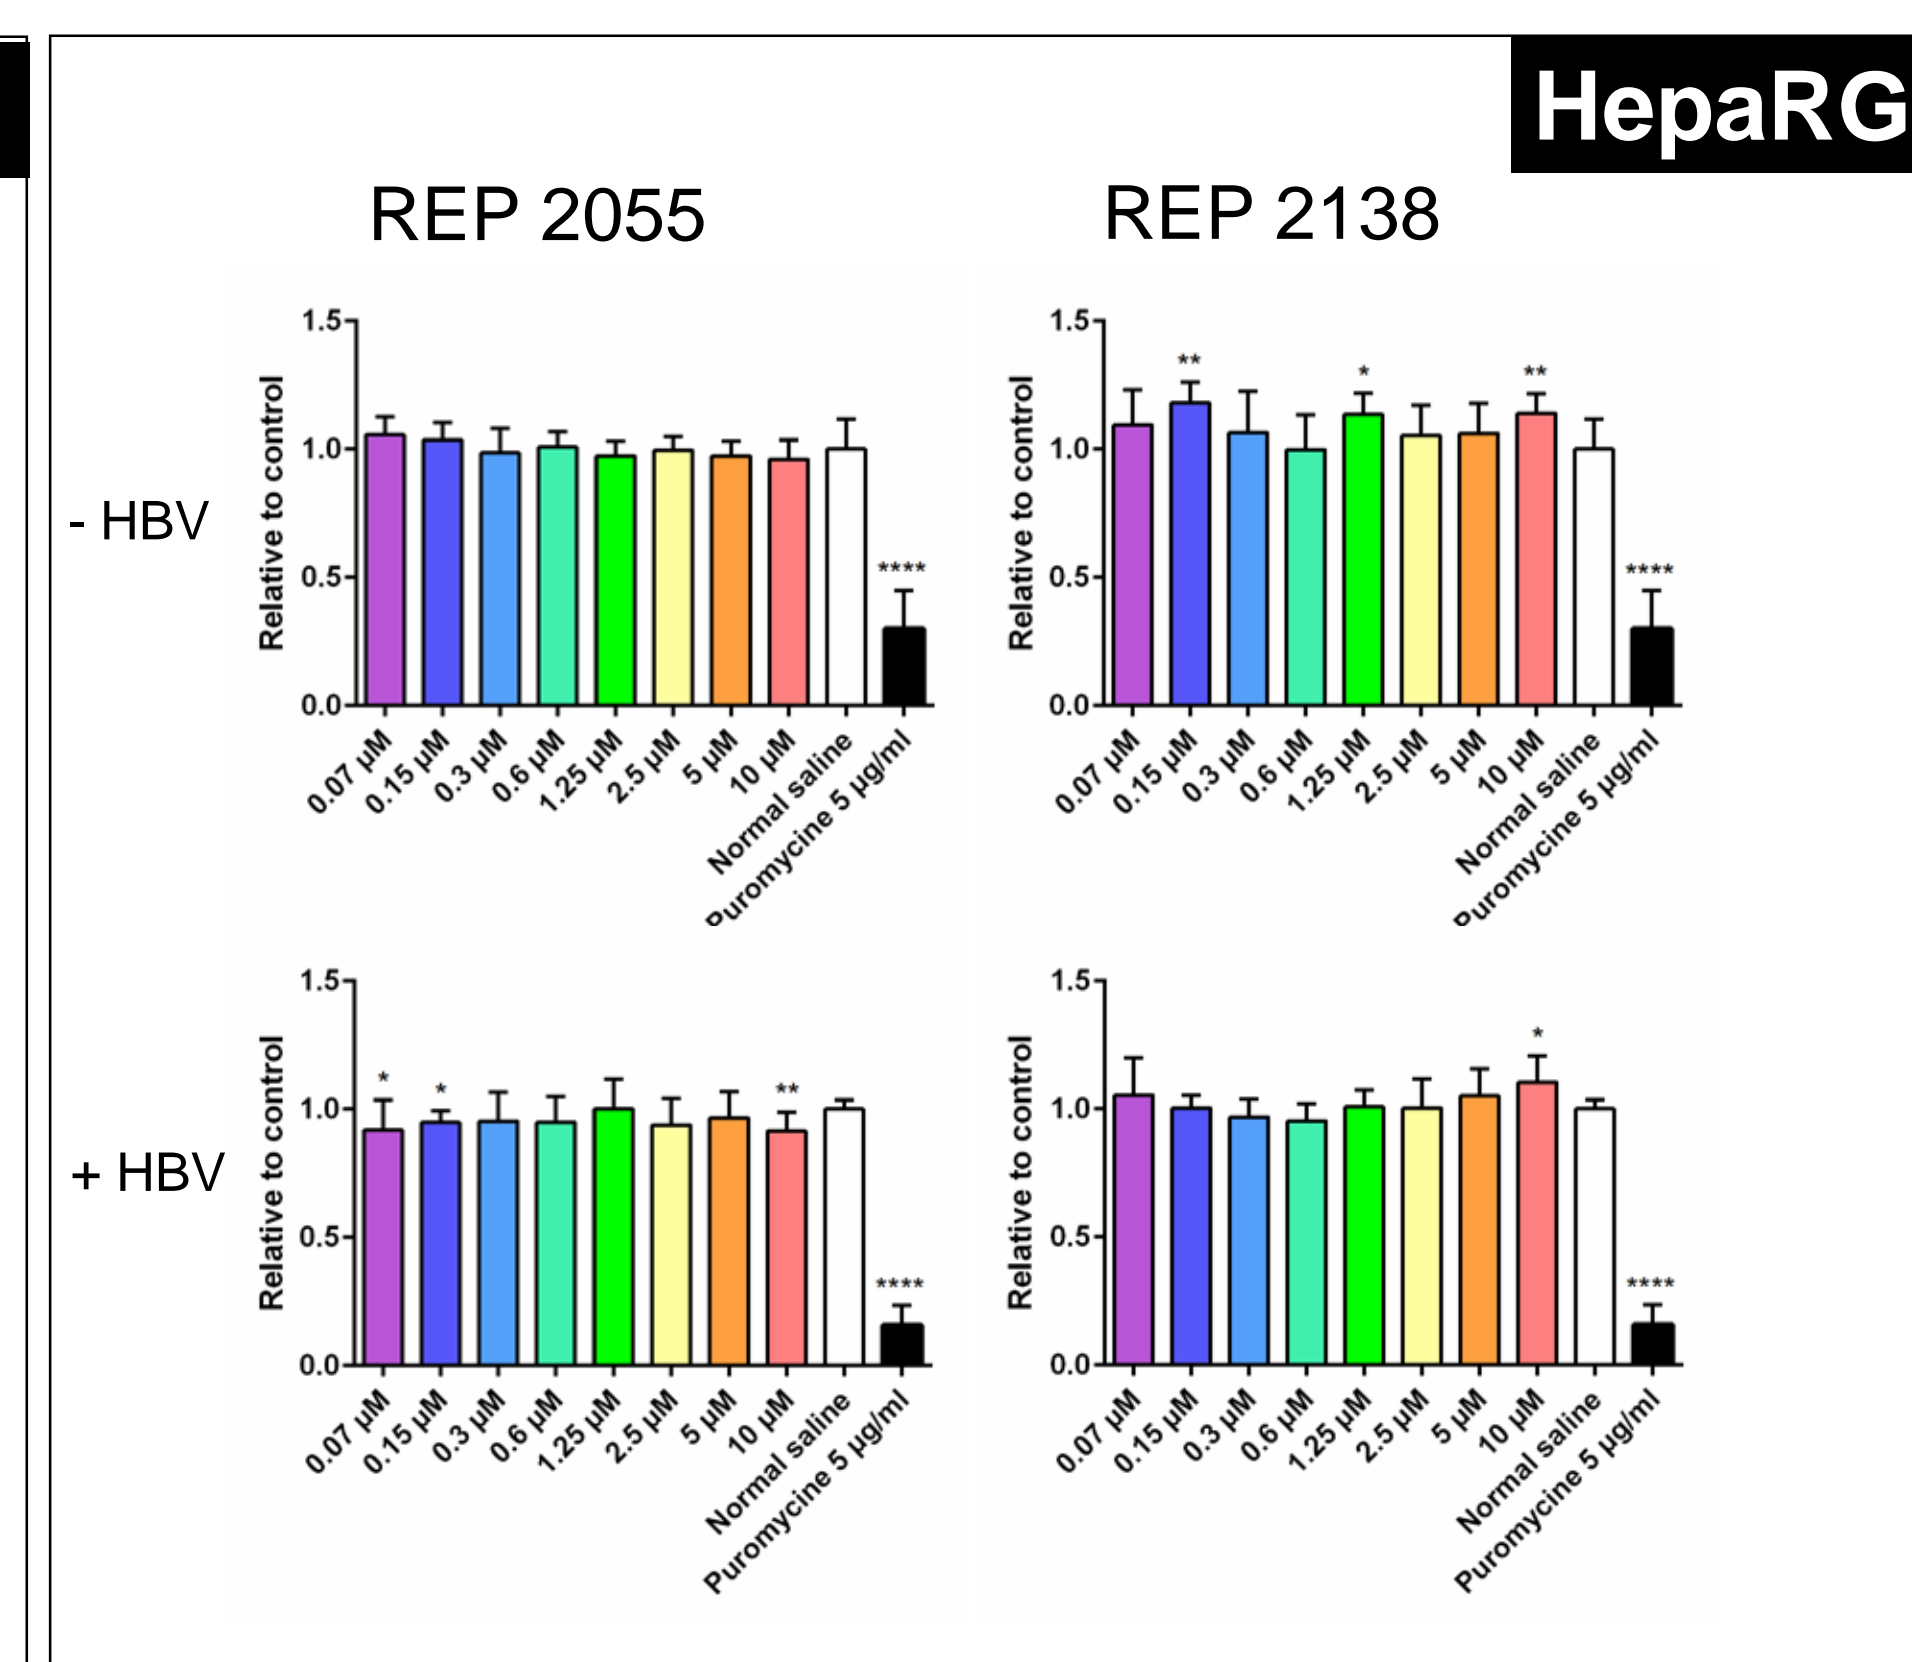 HepaRG
REP 2055
REP 2138
- HBV
Relative to control
1.5
1.0
0.5
0.0
****
0.07 µM
0.15 µM
0.3 µM
0.6 µM
1.25 µM
2.5 µM
5 µM
10 µM
Normal saline
Puromycine 5 µg/ml
Relative to control
1.5
1.0
0.5
0.0
**
*
**
****
0.07 µM
0.15 µM
0.3 µM
0.6 µM
1.25 µM
2.5 µM
5 µM
10 µM
Normal saline
Puromycine 5 µg/ml
+ HBV
Relative to control
1.5
1.0
0.5
0.0
*
*
**
****
0.07 µM
0.15 µM
0.3 µM
0.6 µM
1.25 µM
2.5 µM
5 µM
10 µM
Normal saline
Puromycine 5 µg/ml
Relative to control
1.5
1.0
0.5
0.0
*
****
0.07 µM
0.15 µM
0.3 µM
0.6 µM
1.25 µM
2.5 µM
5 µM
10 µM
Normal saline
Puromycine 5 µg/ml